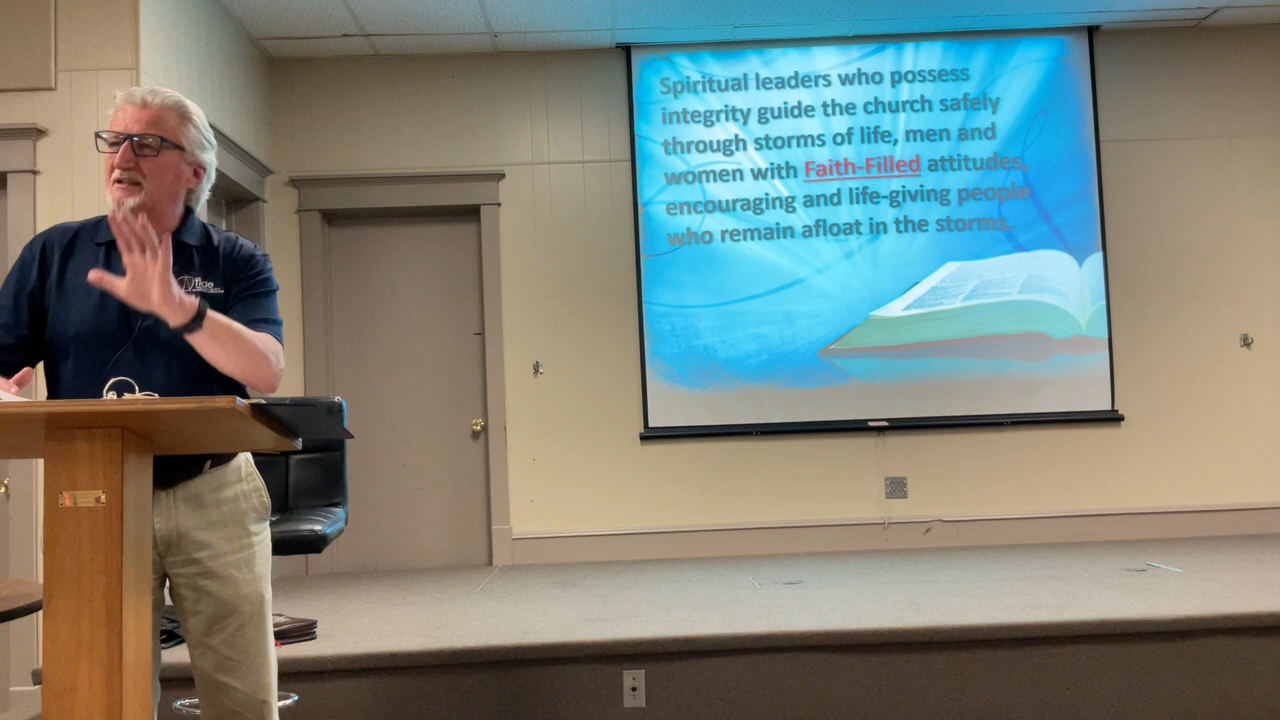 Spiritual leaders who possess
integrity guide the church safely
through storms of life, men and
women with Faith-Filled attitudes,
encouraging and life-giving people
who remain afloat in the storms.